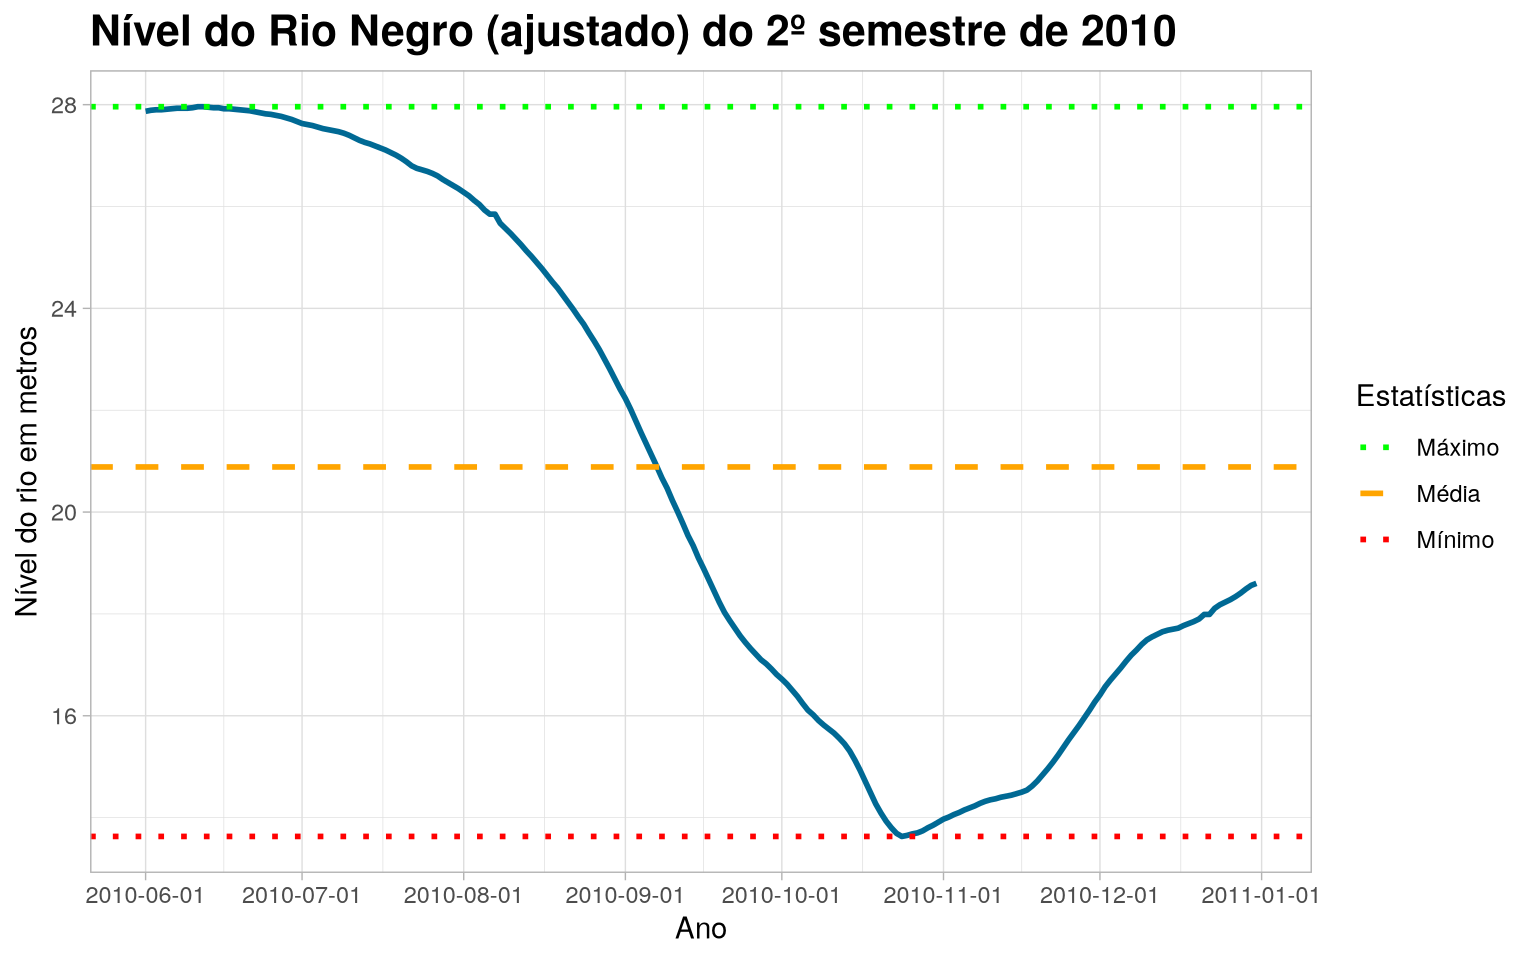 Nível do Rio Negro (ajustado) do 2º semestre de 2010
Nível do rio em metros
28
24
20
16
2010-06-01 2010-07-01 2010-08-01 2010-09-01 2010-10-01 2010-11-01 2010-12-01 2011-01-01
Ano
Estatísticas
Máximo
Média
Mínimo